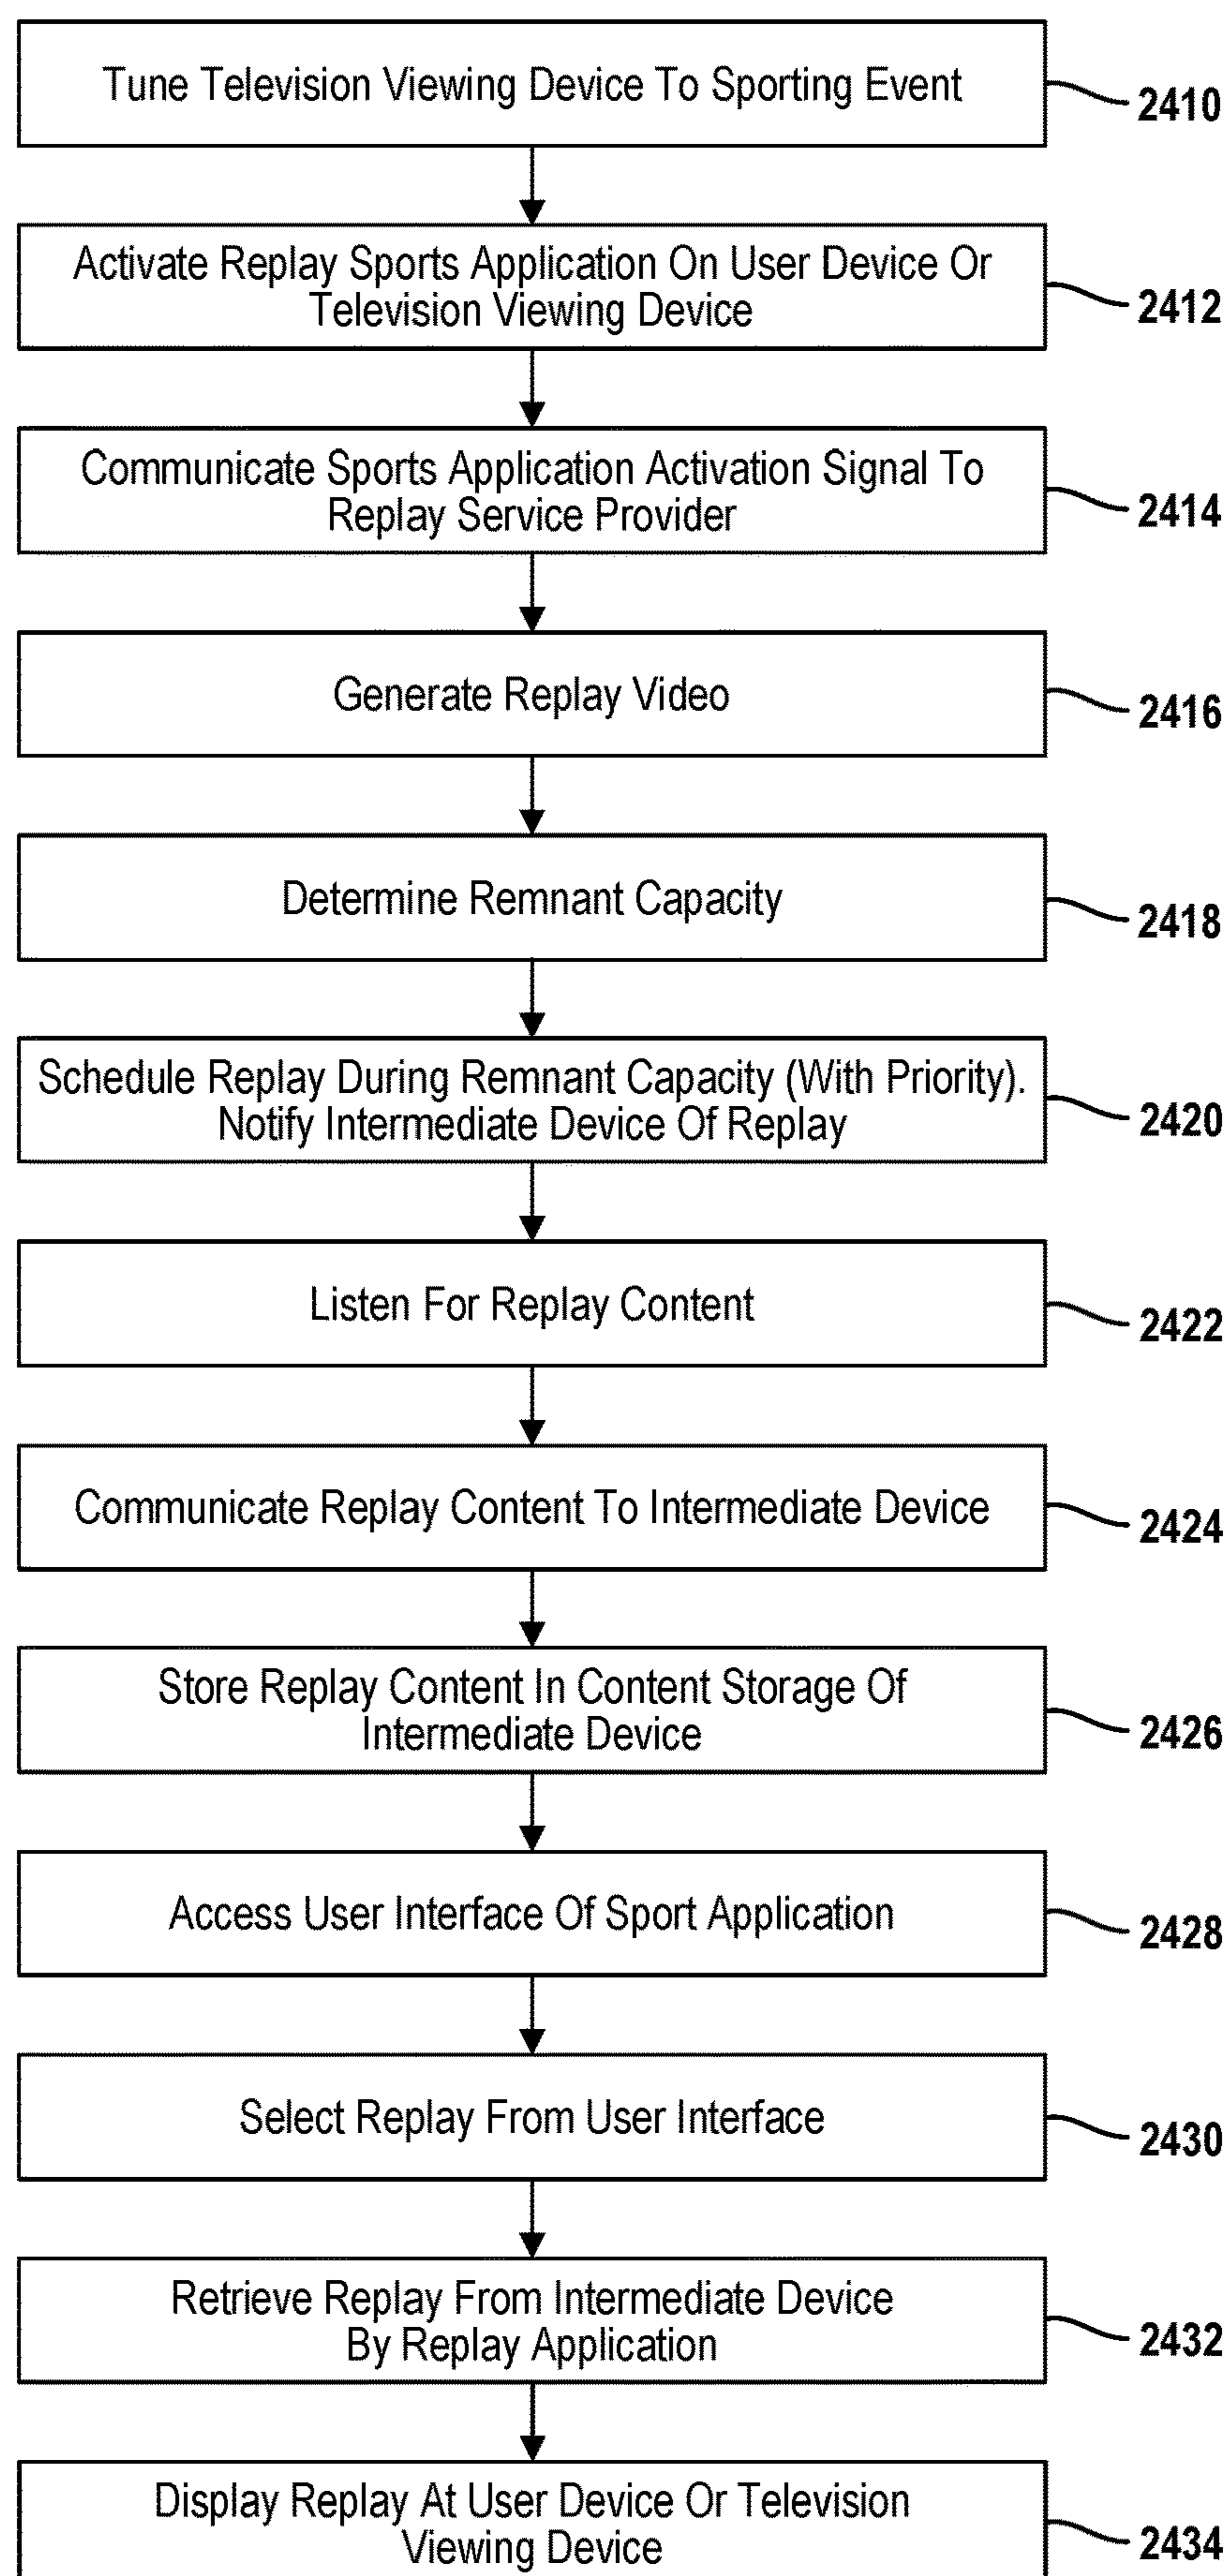 Tune Television Viewing Device To Sporting Event
2410
Activate Replay Sports Application On User Device Or
Television Viewing Device
2412
Communicate Sports Application Activation Signal To
Replay Service Provider
2414
Generate Replay Video
2416
Determine Remnant Capacity
2418
Schedule Replay During Remnant Capacity (With Priority).
Notify Intermediate Device Of Replay
2420
Listen For Replay Content
2422
Communicate Replay Content To Intermediate Device
2424
Store Replay Content In Content Storage Of
Intermediate Device
2426
Access User Interface Of Sport Application
2428
Select Replay From User Interface
2430
Retrieve Replay From Intermediate Device
By Replay Application
2432
Display Replay At User Device Or Television
Viewing Device
2434